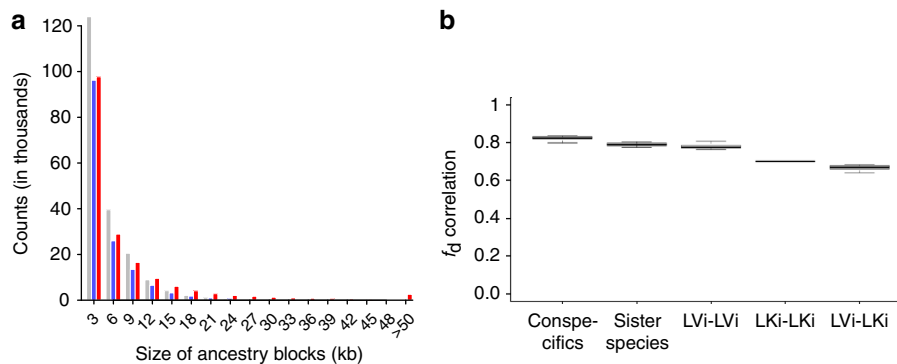 a
Counts (in thousands)
120
100
80
60
40
20
0
3
6
9
12
15
18
21
24
27
30
33
36
39
42
45
48
>50
Size of ancestry blocks (kb)
b
fd correlation
1
0.8
0.6
0.4
0.2
0.0
Conspe-
cifics
Sister
species
LVi-LVi
LKi-LKi
LVi-LKi